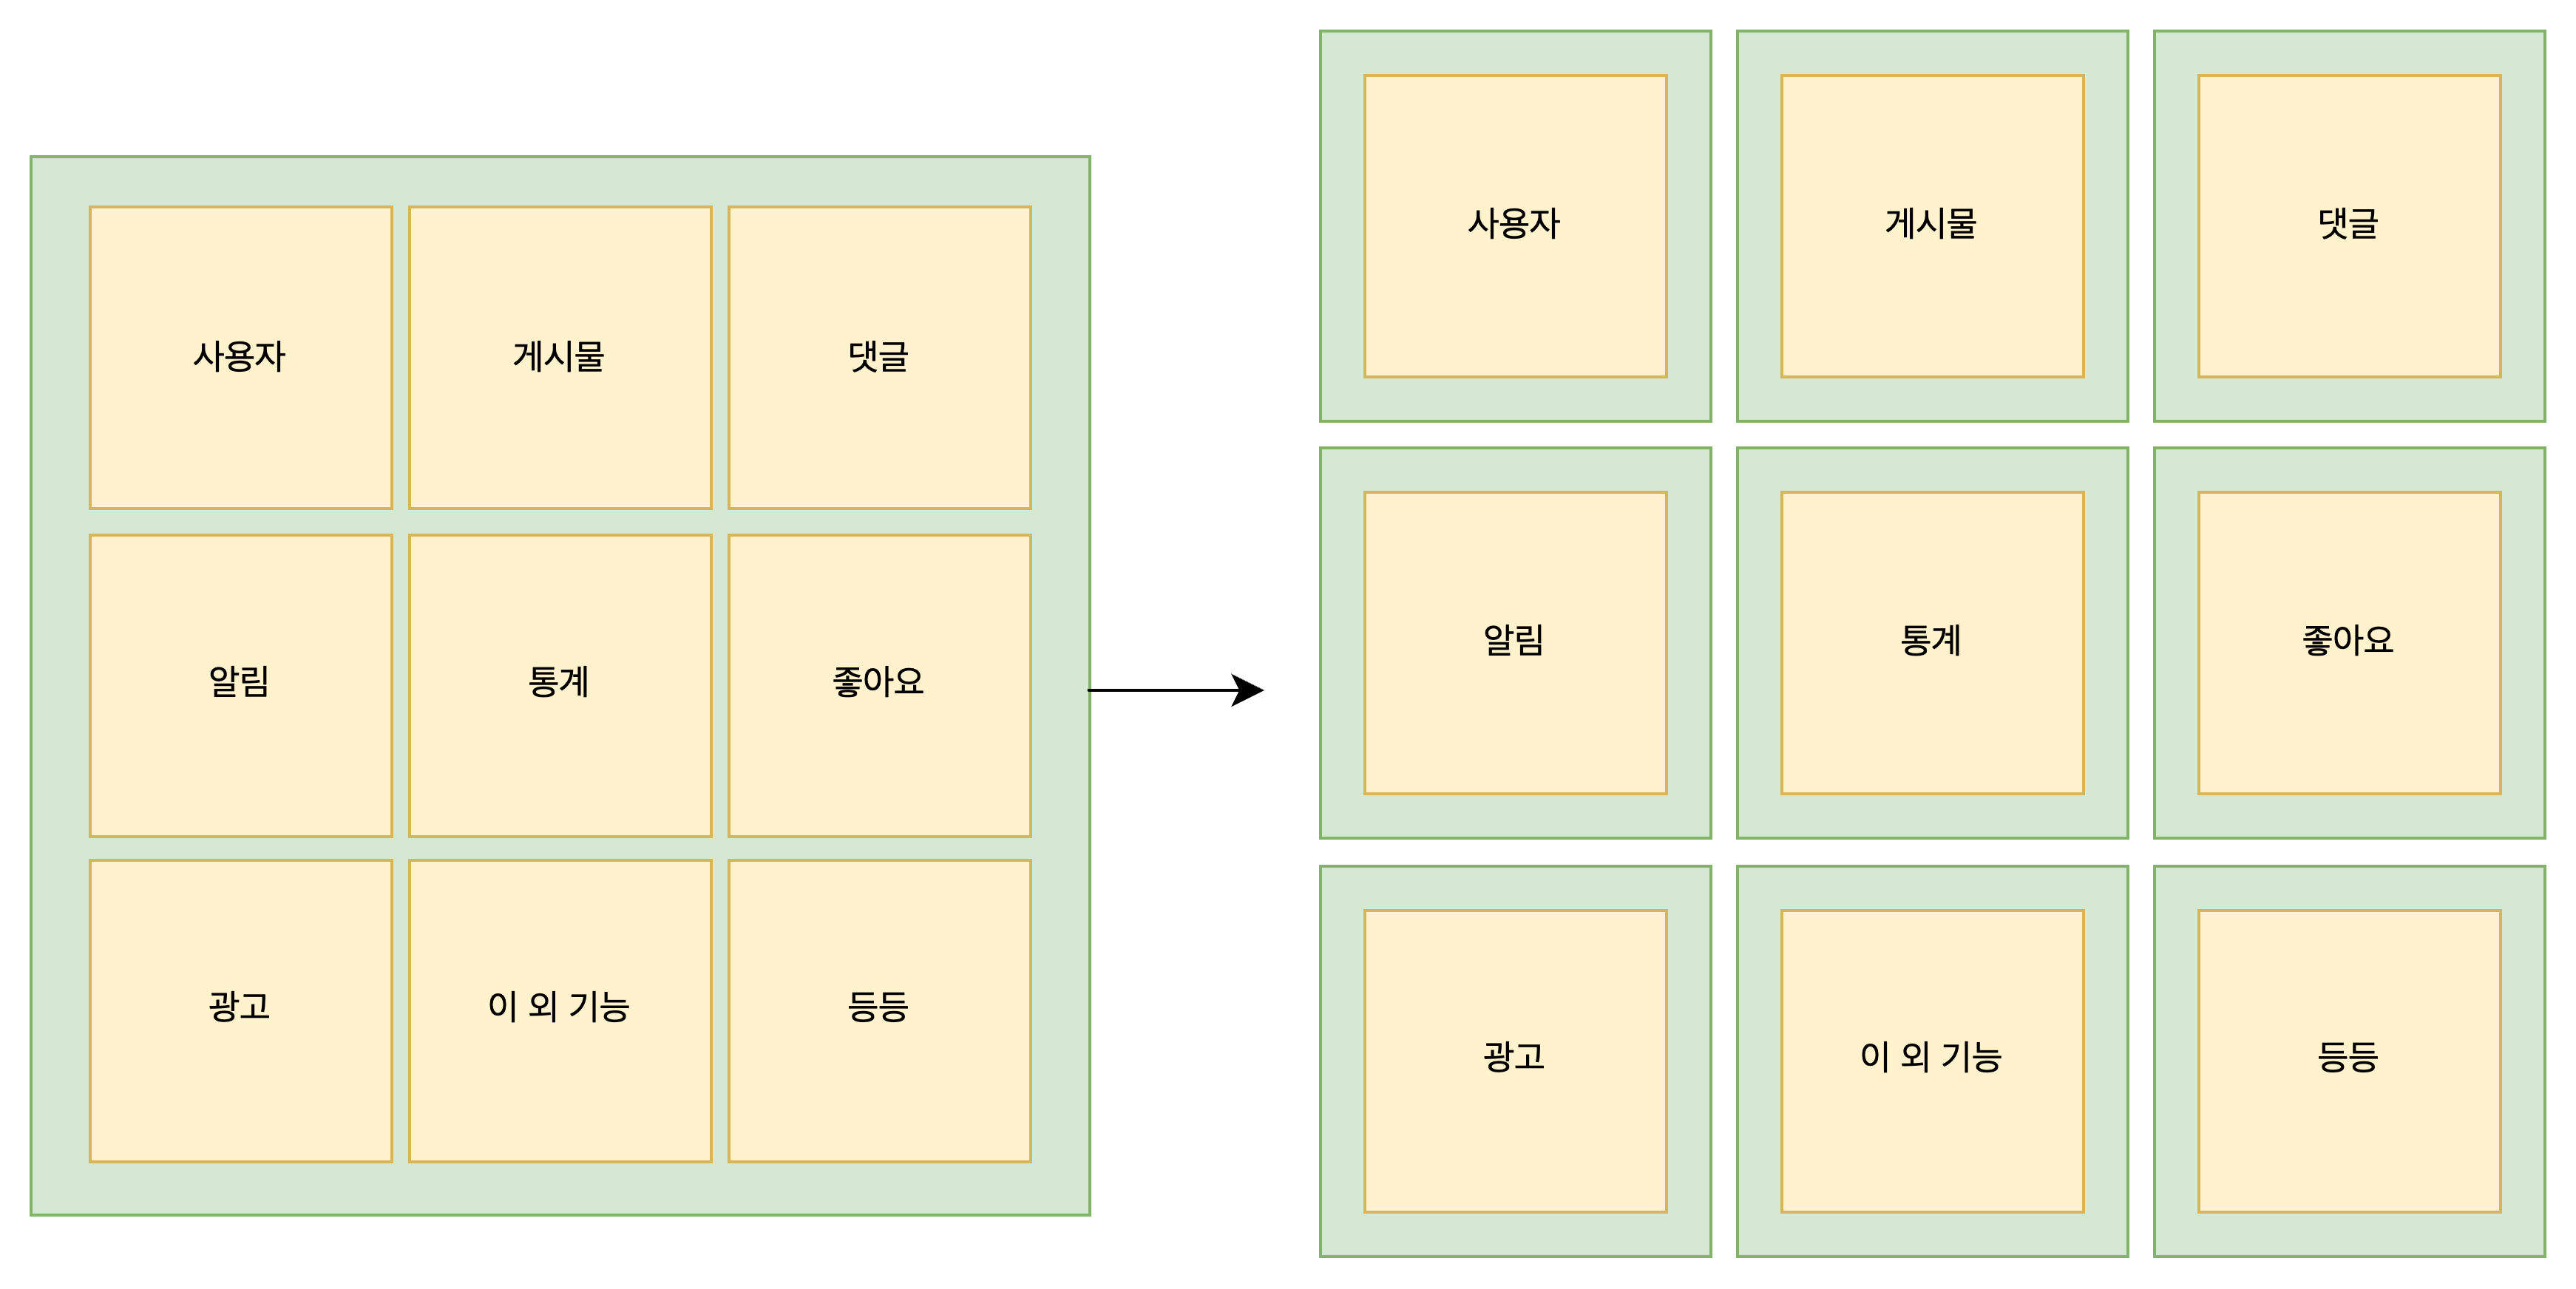 사용자
게시물
댓글
알림
통계
좋아요
광고
이 외 기능
등등
사용자
게시물
댓글
알림
통계
좋아요
광고
이 외 기능
등등